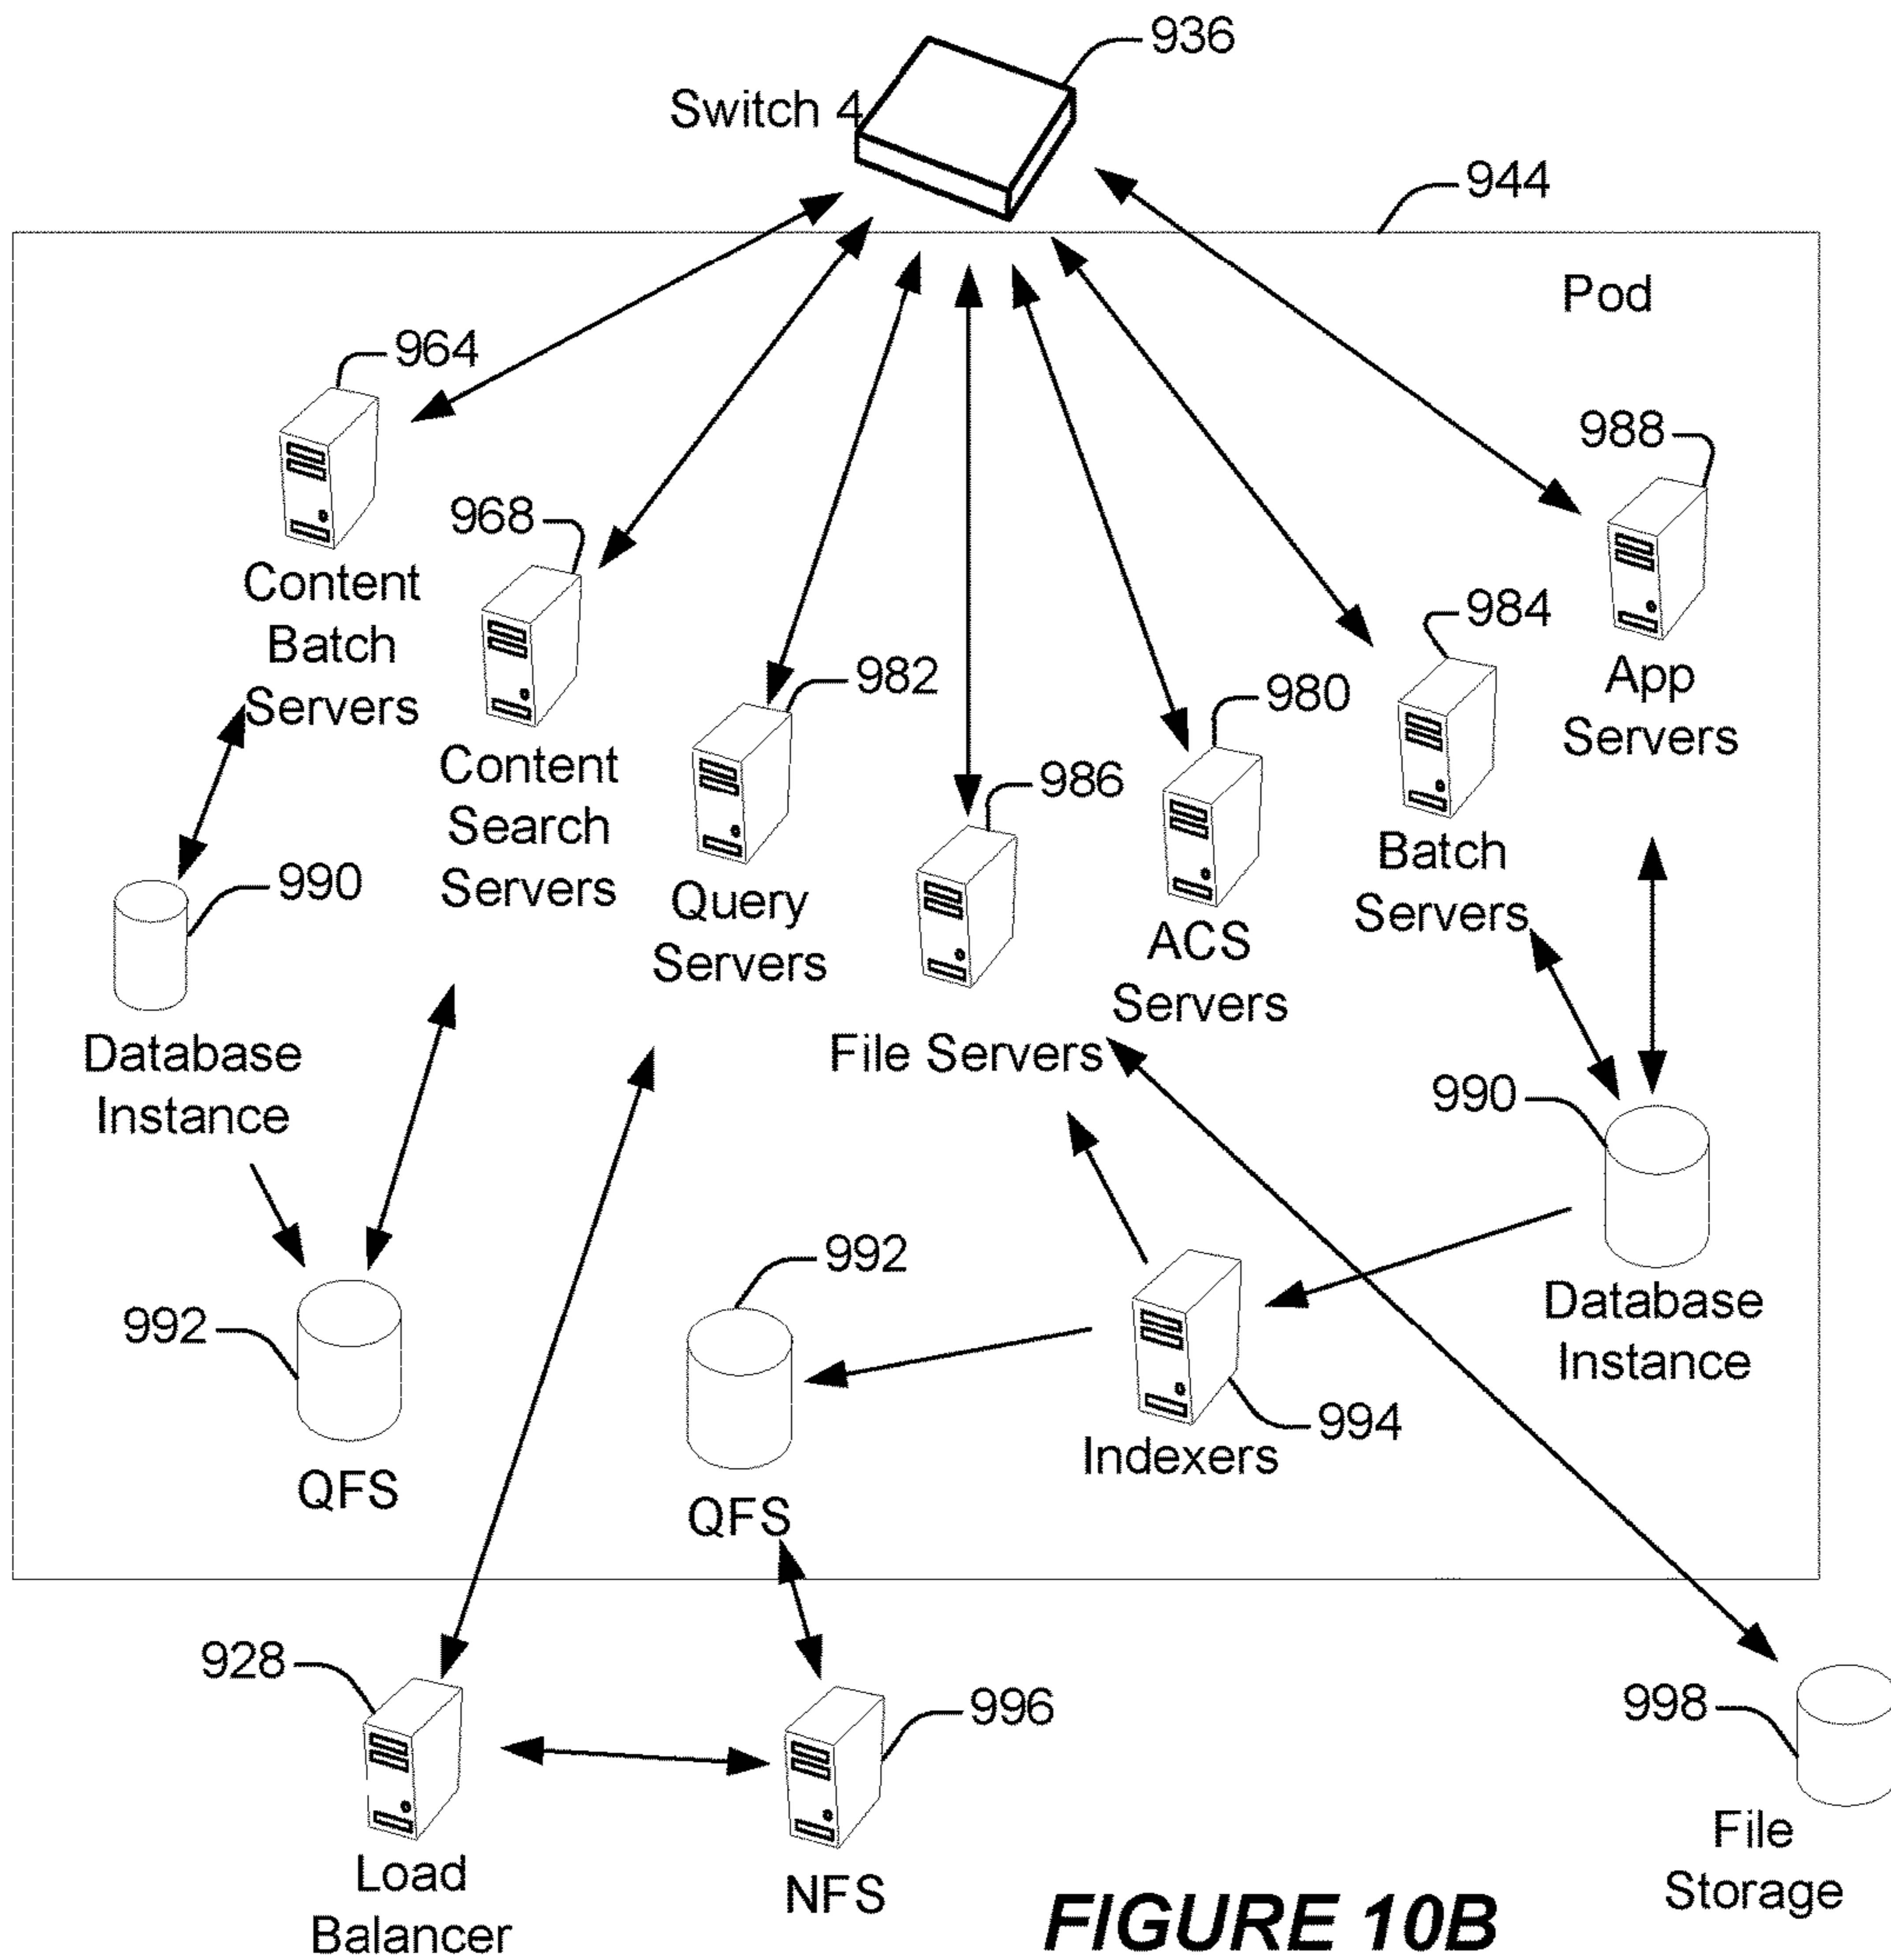 936
Switch 4
944
Pod
964
988
968
Content
Batch
Servers
984
982
980
App
Servers
Content
Search
Servers
986
Batch
Servers
990
Query
Servers
ACS
Servers
Database
Instance
File Servers
990
992
992
Database
Instance
994
Indexers
QFS
QFS
928
996
998
File
Storage
Load
Balancer
NFS
FIGURE 10B